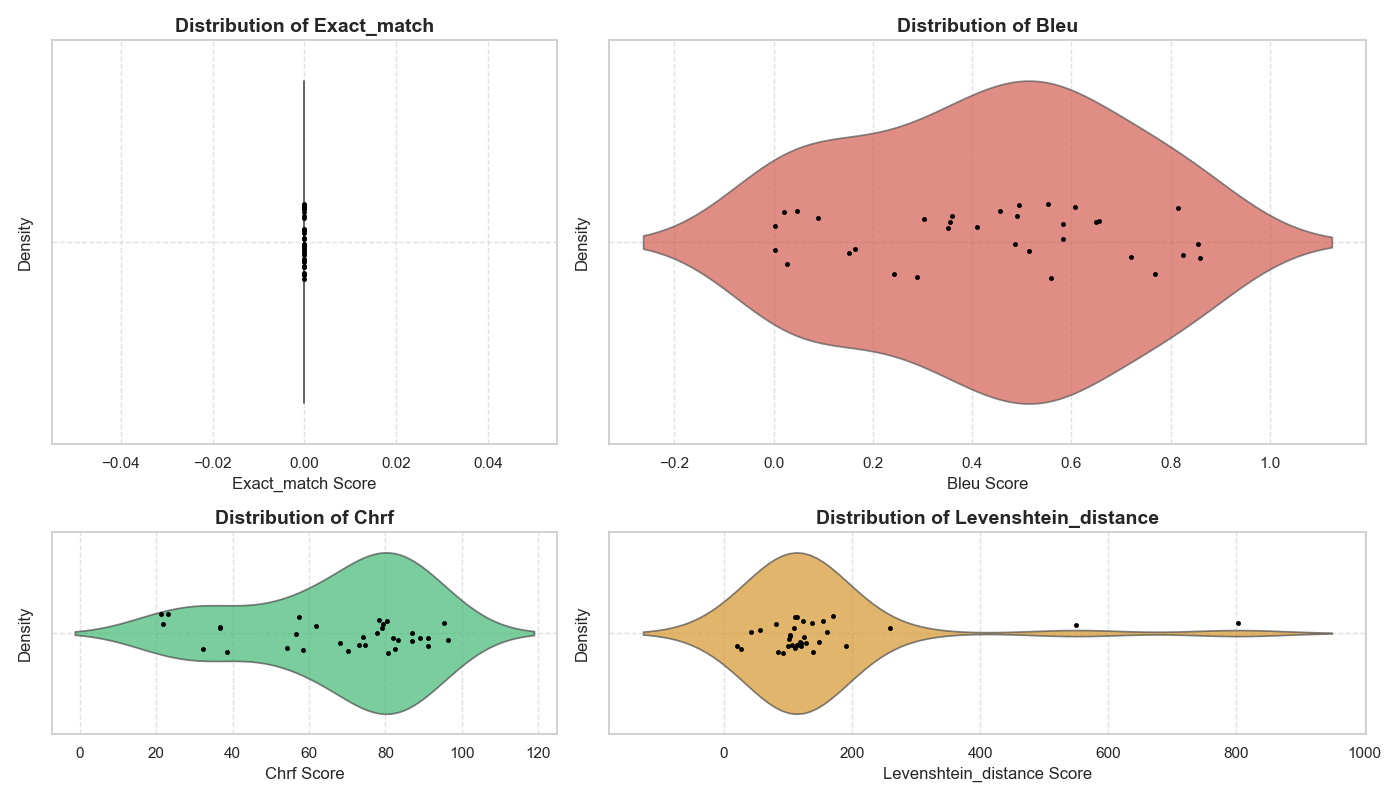 Distribution of Exact_match
Density
−0.04 −0.02 0.00 0.02 0.04
Exact_match Score
Distribution of Bleu
Density
−0.2 0.0 0.2 0.4 0.6 0.8 1.0
Bleu Score
Distribution of Chrf
Density
0 20 40 60 80 100 120
Chrf Score
Distribution of Levenshtein_distance
Density
0 200 400 600 800 1000
Levenshtein_distance Score